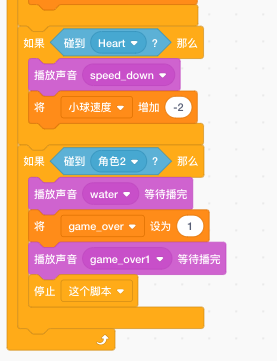 如果 碰到 Heart ? 那么
播放声音 speed_down
将 小球速度 增加 -2
如果 碰到 角色2 ? 那么
播放声音 water 等待播完
将 game_over 设为 1
播放声音 game_over1 等待播完
停止 这个脚本